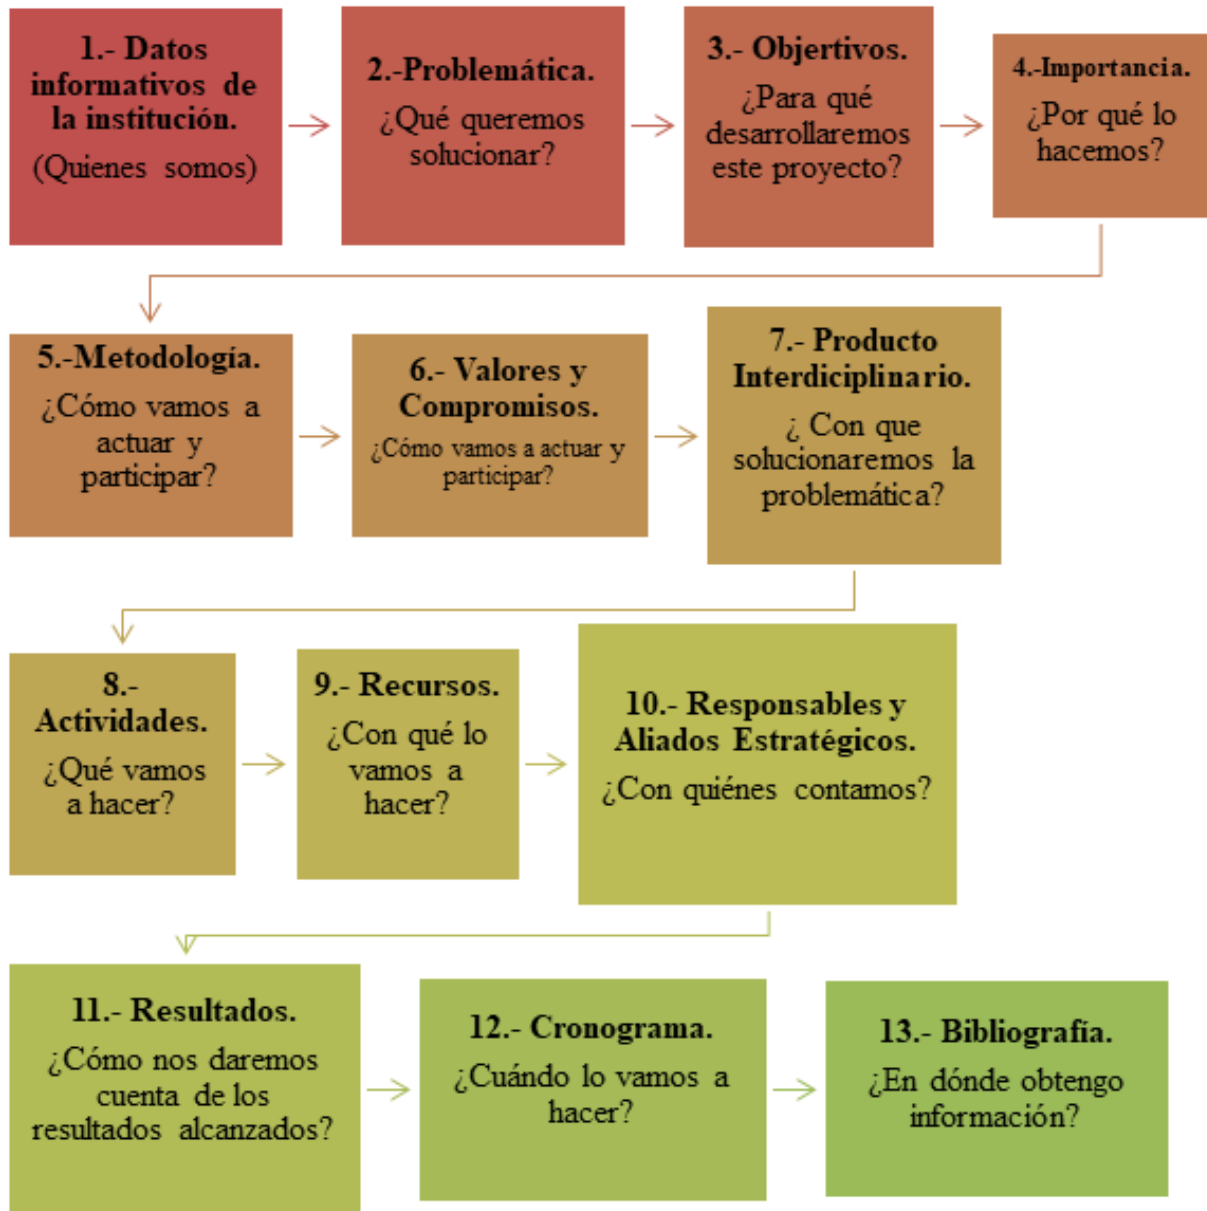 1.- Datos
informativos de
la institución.
(Quienes somos)
2.-Problemática.
¿Qué queremos
solucionar?
3.- Objertivos.
¿Para qué
desarrollaremos
este proyecto?
4.-Importancia.
¿Por qué lo
hacemos?
5.-Metodología.
¿Cómo vamos a
actuar y
participar?
6.- Valores y
Compromisos.
¿Cómo vamos a actuar y
participar?
7.- Producto
Interdiciplinario.
¿ Con que
solucionaremos la
problemática?
8.-
Actividades.
¿Qué vamos
a hacer?
9.- Recursos.
¿Con qué lo
vamos a
hacer?
10.- Responsables y
Aliados Estratégicos.
¿Con quiénes contamos?
11.- Resultados.
¿Cómo nos daremos
cuenta de los
resultados alcanzados?
12.- Cronograma.
¿Cuándo lo vamos a
hacer?
13.- Bibliografía.
¿En dónde obtengo
información?